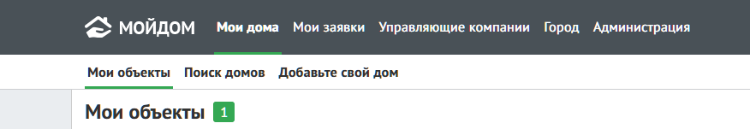 МОЙДОМ Мои дома Мои заявки Управляющие компании Город Администрация
Мои объекты Поиск домов Добавьте свой дом
Мои объекты 1